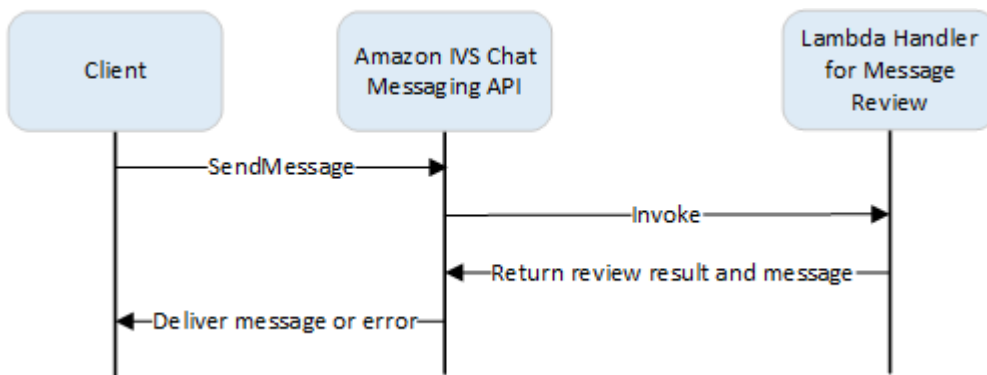 Client
Amazon IVS Chat
Messaging API
Lambda Handler
for Message
Review
SendMessage
Invoke
Return review result and message
Deliver message or error